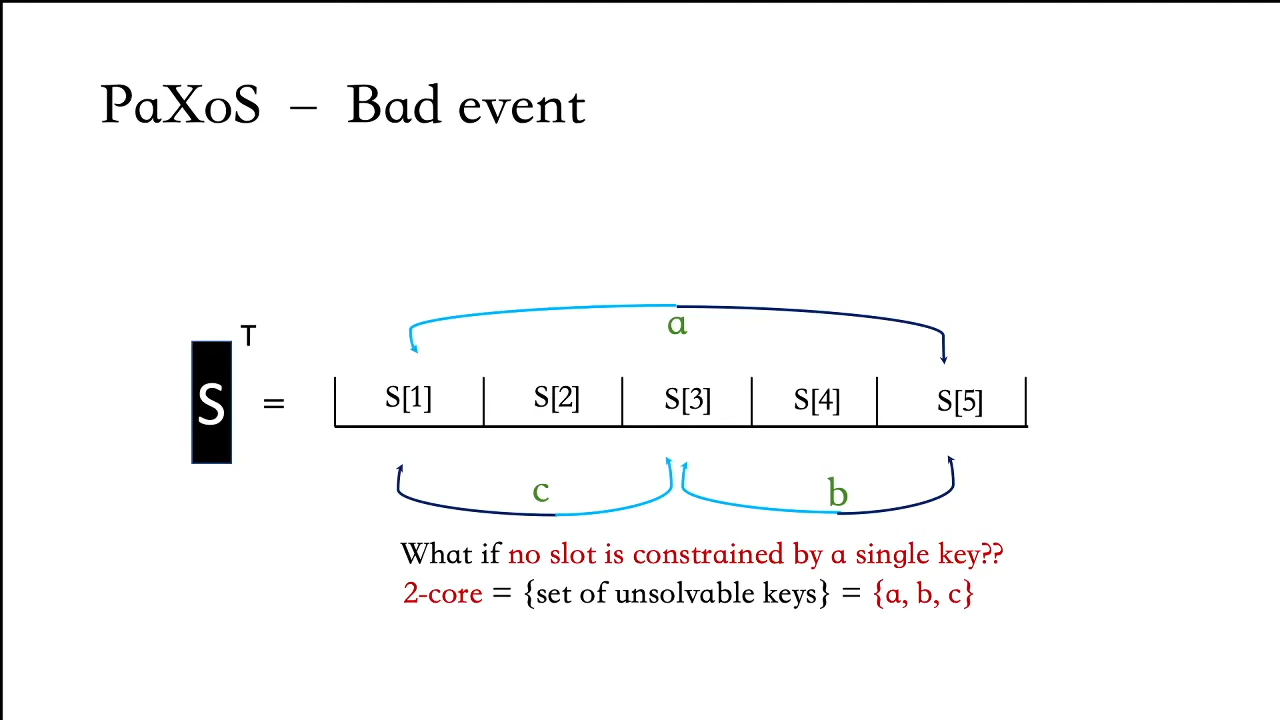 PaXoS – Bad event
T
a
S = S[1] S[2] S[3] S[4] S[5]
c b
What if no slot is constrained by a single key??
2-core = {set of unsolvable keys} = {a, b, c}